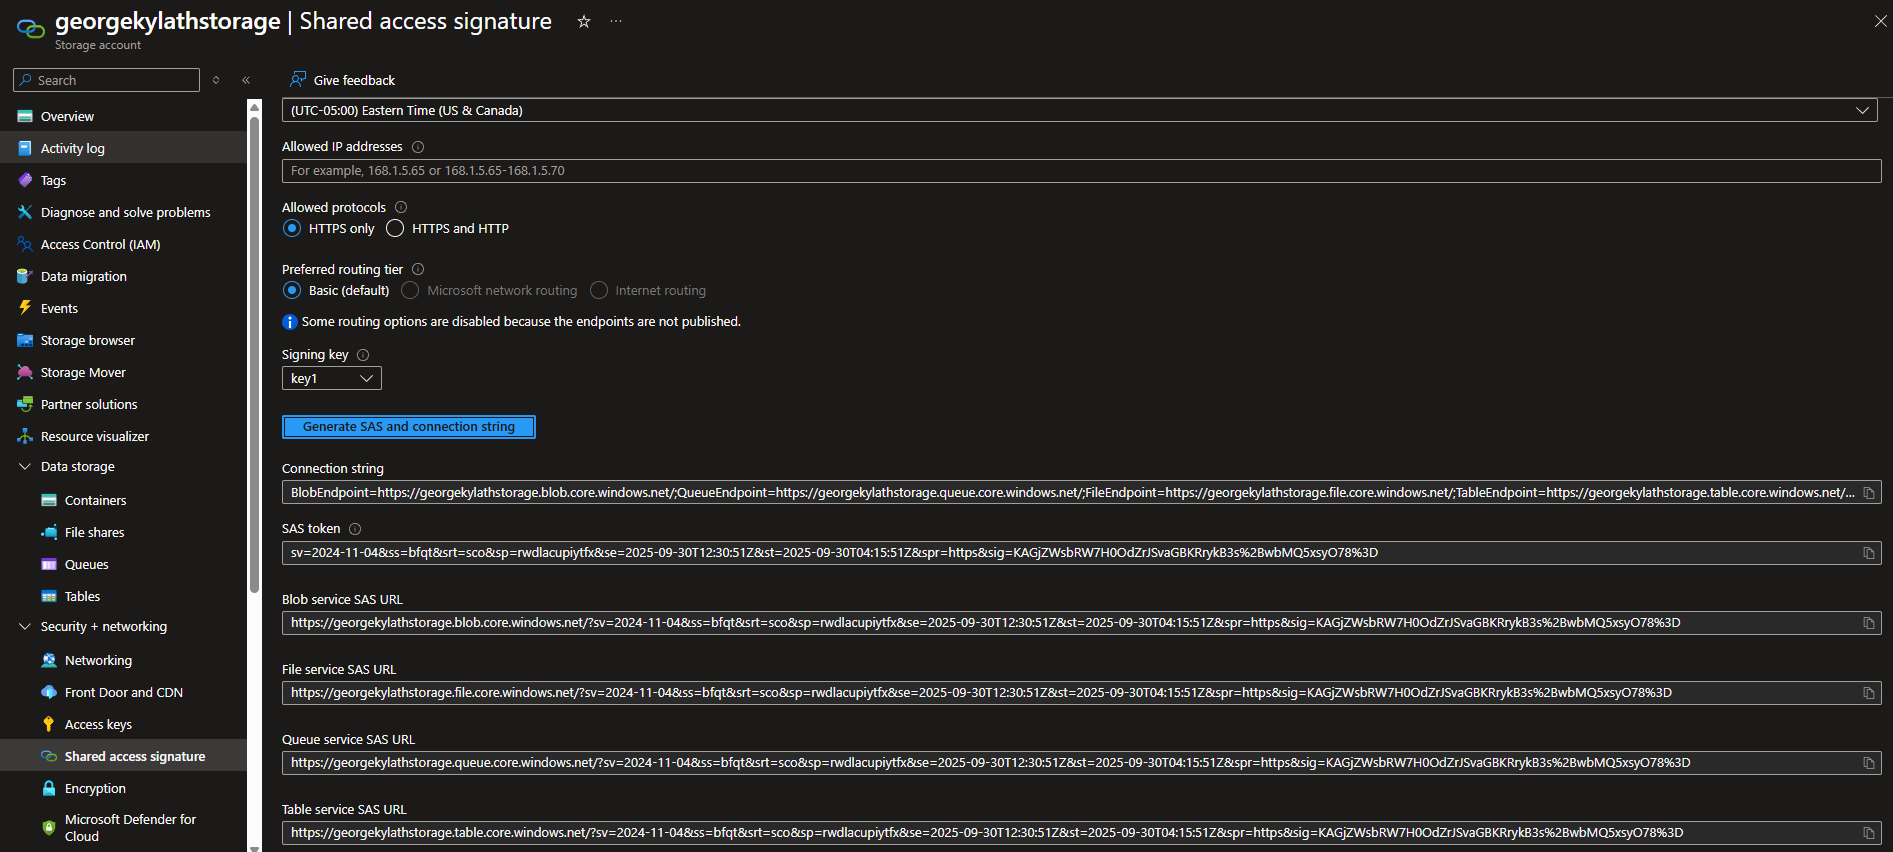 georgekylathstorage | Shared access signature
Storage account
Search
Give feedback
Overview
Activity log
Tags
Diagnose and solve problems
Access Control (IAM)
Data migration
Events
Storage browser
Storage Mover
Partner solutions
Resource visualizer
Data storage
Containers
File shares
Queues
Tables
Security + networking
Networking
Front Door and CDN
Access keys
Shared access signature
Encryption
Microsoft Defender for
Cloud
(UTC-05:00) Eastern Time (US & Canada)
Allowed IP addresses
For example, 168.1.5.65 or 168.1.5.65-168.1.5.70
Allowed protocols
HTTPS only HTTPS and HTTP
Preferred routing tier
Basic (default) Microsoft network routing Internet routing
Some routing options are disabled because the endpoints are not published.
Signing key
key1
Generate SAS and connection string
Connection string
BlobEndpoint=https://georgekylathstorage.blob.core.windows.net/;QueueEndpoint=https://georgekylathstorage.queue.core.windows.net/;FileEndpoint=https://georgekylathstorage.file.core.windows.net/;TableEndpoint=https://georgekylathstorage.table.core.windows.net/...
SAS token
sv=2024-11-04&ss=bfqt&srt=sco&sp=rwdlacupiytfx&se=2025-09-30T12:30:51Z&st=2025-09-30T04:15:51Z&spr=https&sig=KAGjZWsbRW7H0OdZrJSvaGBKRrykB3s%2BwbMQ5xsyO78%3D
Blob service SAS URL
https://georgekylathstorage.blob.core.windows.net/?sv=2024-11-04&ss=bfqt&srt=sco&sp=rwdlacupiytfx&se=2025-09-30T12:30:51Z&st=2025-09-30T04:15:51Z&spr=https&sig=KAGjZWsbRW7H0OdZrJSvaGBKRrykB3s%2BwbMQ5xsyO78%3D
File service SAS URL
https://georgekylathstorage.file.core.windows.net/?sv=2024-11-04&ss=bfqt&srt=sco&sp=rwdlacupiytfx&se=2025-09-30T12:30:51Z&st=2025-09-30T04:15:51Z&spr=https&sig=KAGjZWsbRW7H0OdZrJSvaGBKRrykB3s%2BwbMQ5xsyO78%3D
Queue service SAS URL
https://georgekylathstorage.queue.core.windows.net/?sv=2024-11-04&ss=bfqt&srt=sco&sp=rwdlacupiytfx&se=2025-09-30T12:30:51Z&st=2025-09-30T04:15:51Z&spr=https&sig=KAGjZWsbRW7H0OdZrJSvaGBKRrykB3s%2BwbMQ5xsyO78%3D
Table service SAS URL
https://georgekylathstorage.table.core.windows.net/?sv=2024-11-04&ss=bfqt&srt=sco&sp=rwdlacupiytfx&se=2025-09-30T12:30:51Z&st=2025-09-30T04:15:51Z&spr=https&sig=KAGjZWsbRW7H0OdZrJSvaGBKRrykB3s%2BwbMQ5xsyO78%3D